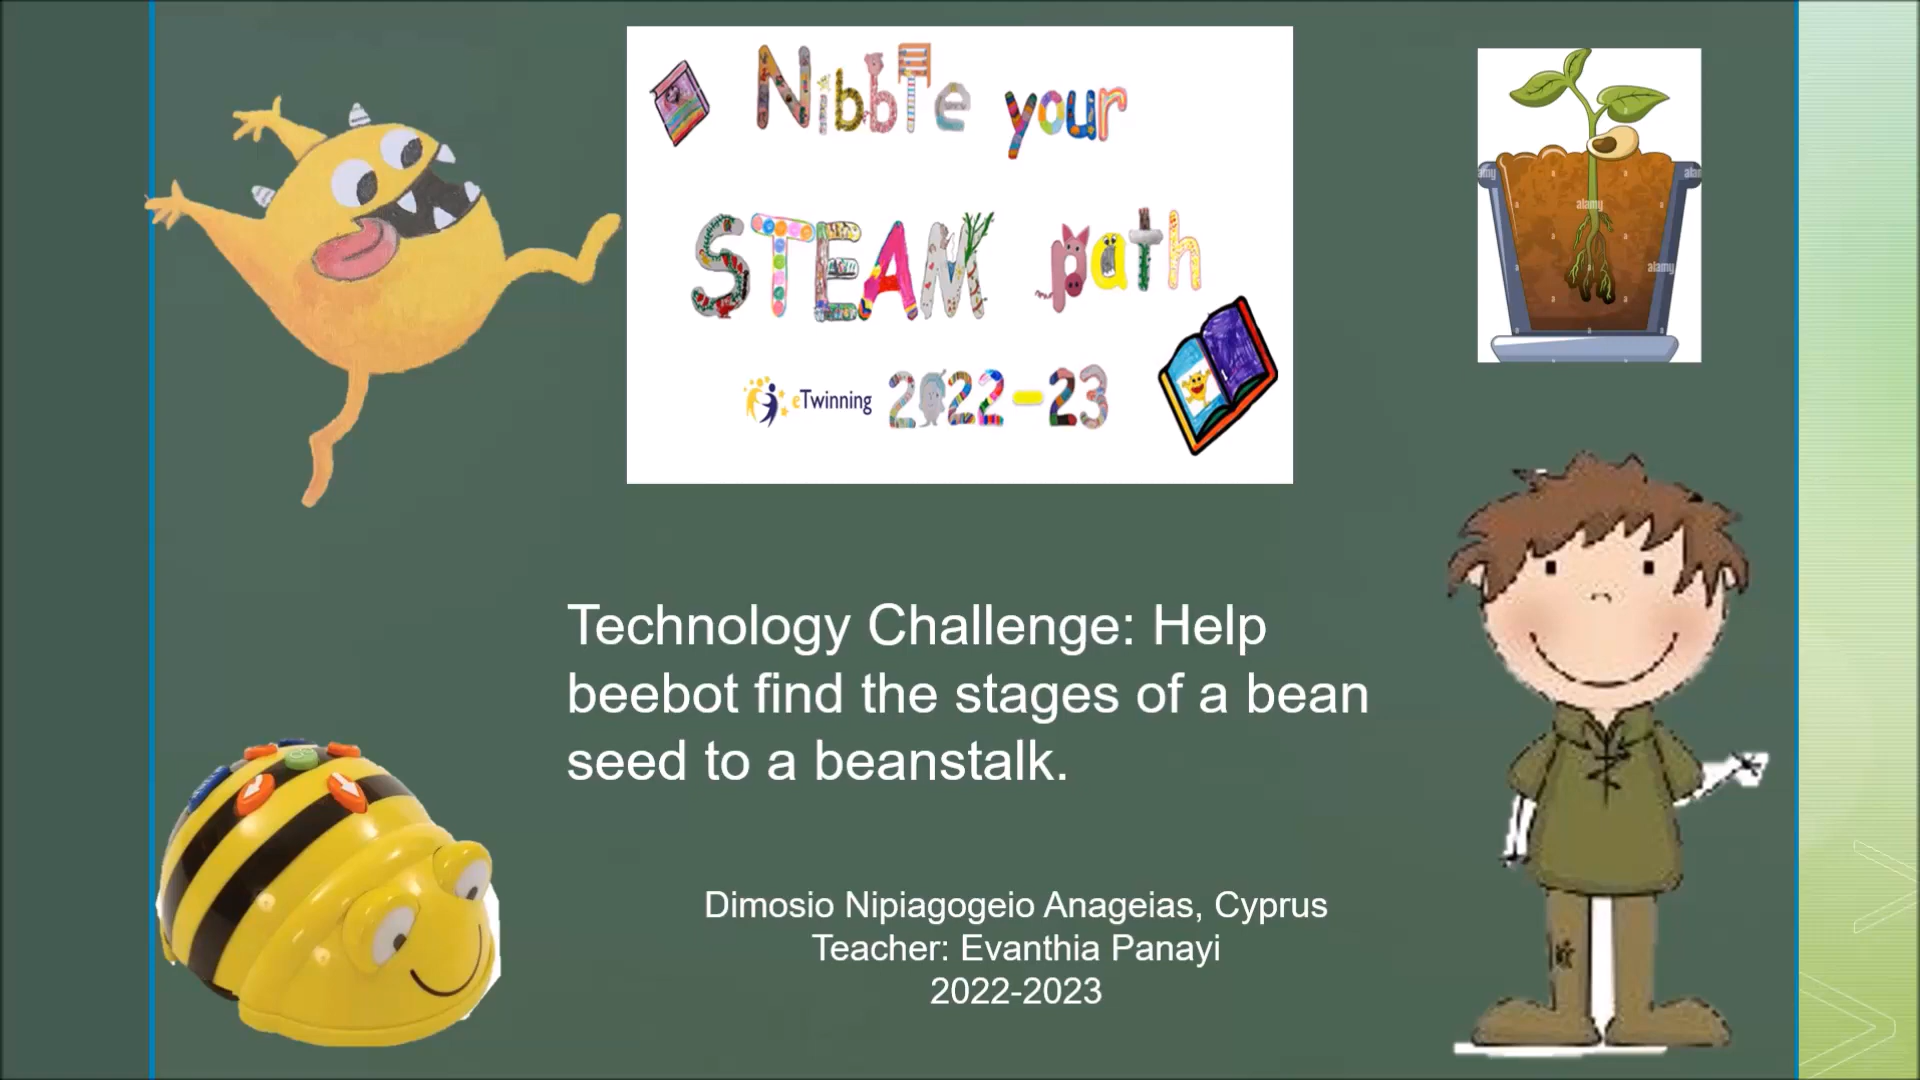 Nibble your
STEAM path
eTwinning 2022-23
alamy
Technology Challenge: Help
beebot find the stages of a bean
seed to a beanstalk.
Dimosio Nipiagogeio Anageias, Cyprus
Teacher: Evanthia Panayi
2022-2023